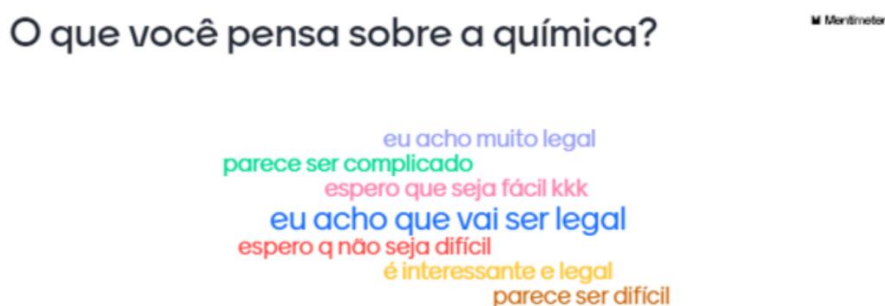 O que você pensa sobre a química?
Mentimeter
eu acho muito legal
parece ser complicado
espero que seja fácil kkk
eu acho que vai ser legal
espero q não seja difícil
é interessante e legal
parece ser difícil